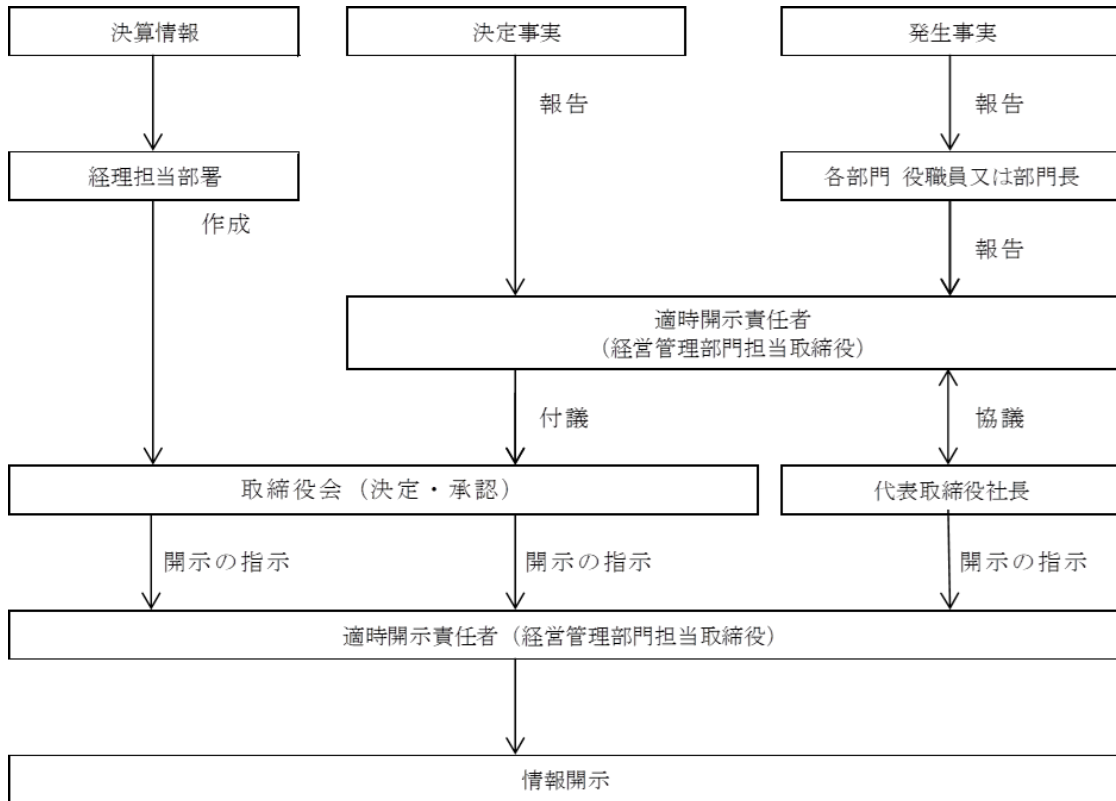 決算情報
決定事実
発生事実
報告
報告
経理担当部署
各部門 役職員又は部門長
作成
報告
適時開示責任者
（経営管理部門担当取締役）
付議
協議
取締役会（決定・承認）
代表取締役社長
開示の指示
開示の指示
開示の指示
適時開示責任者（経営管理部門担当取締役）
情報開示